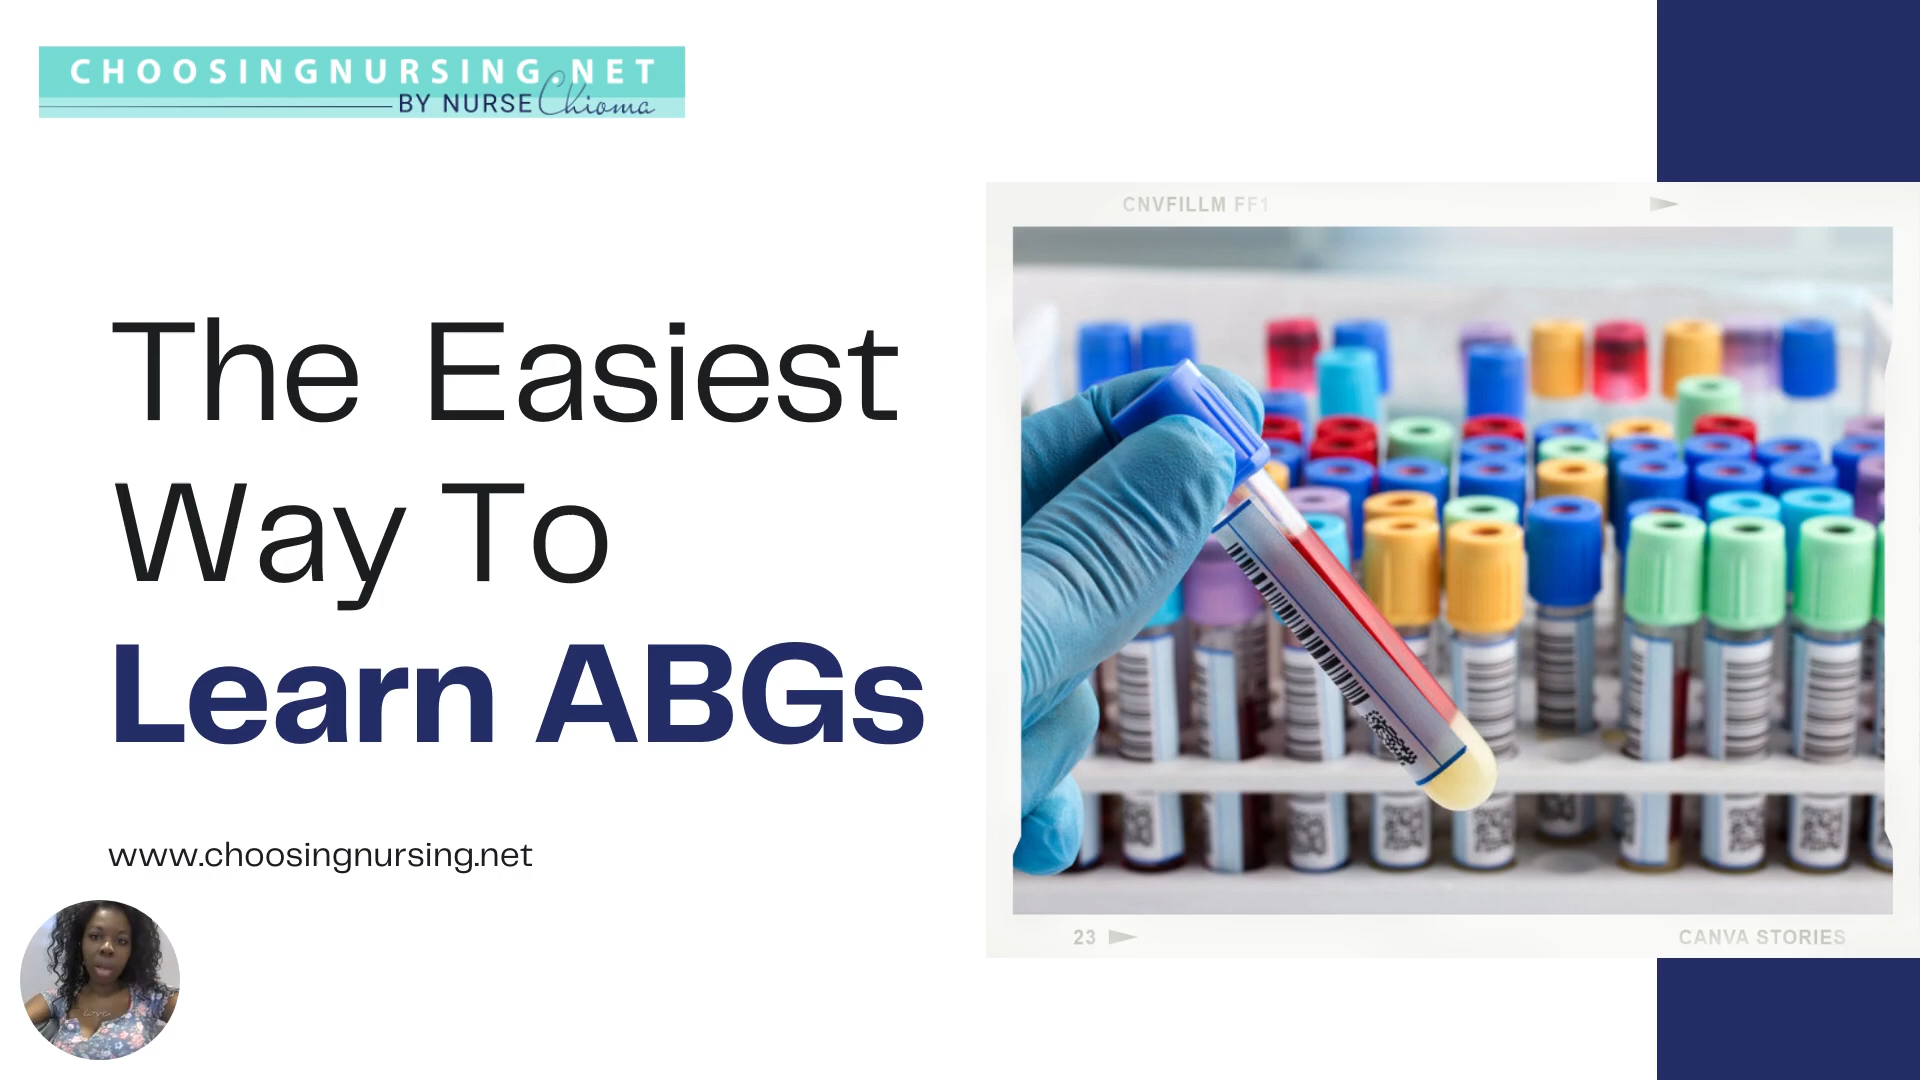 CHOOSINGNURSING.NET
BY NURSE Chioma
CNVFILLM FF1
The Easiest
Way To
Learn ABGs
www.choosingnursing.net
23
CANVA STORIES